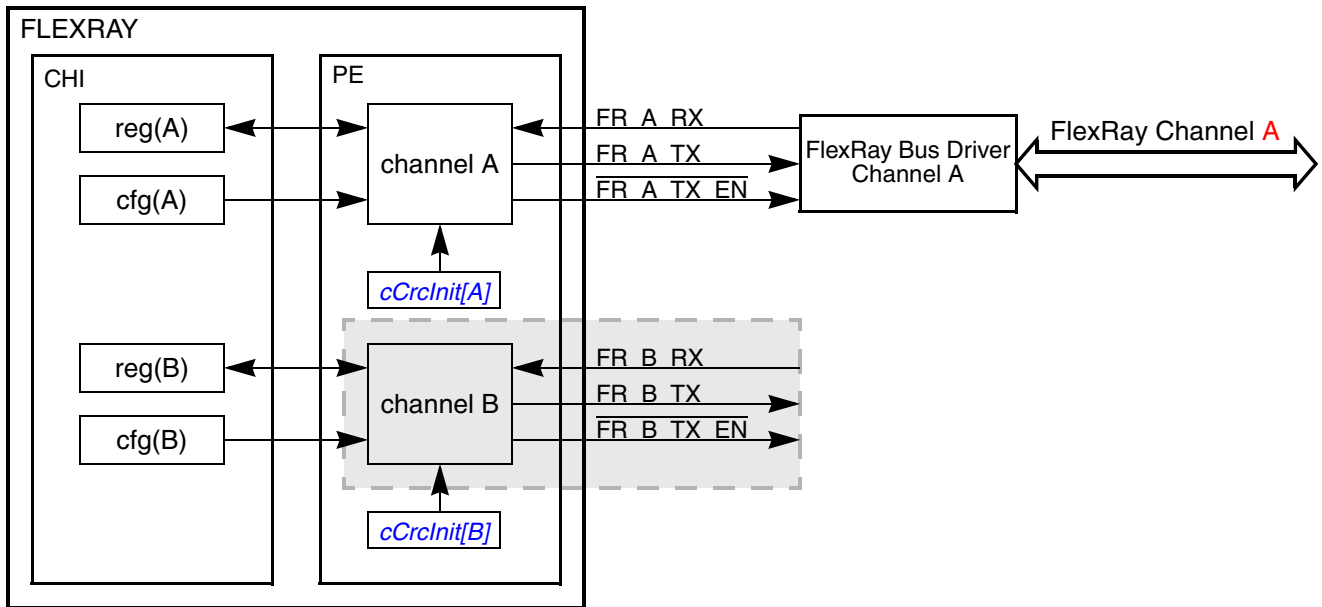 FLEXRAY
CHI
PE
reg(A)
cfg(A)
channel A
cCrcInit[A]
FR_A_RX
FR_A_TX
FR_A_TX_EN
FlexRay Bus Driver
Channel A
FlexRay Channel A
reg(B)
cfg(B)
channel B
cCrcInit[B]
FR_B_RX
FR_B_TX
FR_B_TX_EN